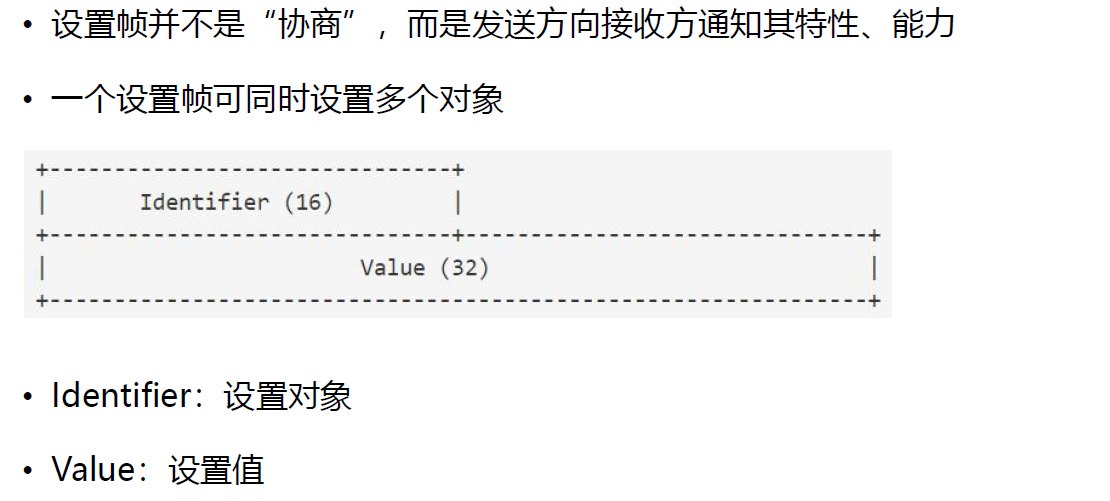 • 设置帧并不是“协商”，而是发送方向接收方通知其特性、能力
• 一个设置帧可同时设置多个对象
+-------------------------------+
|       Identifier (16)         |
+-------------------------------+-------------------------------+
|                        Value (32)                             |
+---------------------------------------------------------------+
• Identifier：设置对象
• Value：设置值